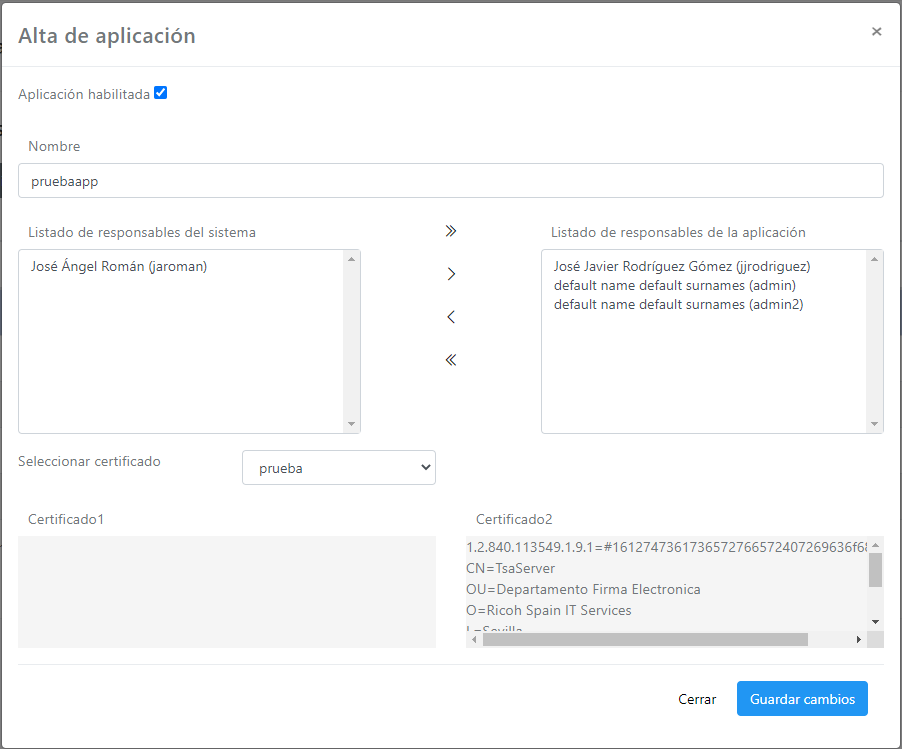 Alta de aplicación
×
Aplicación habilitada
Nombre
pruebaapp
Listado de responsables del sistema
José Ángel Román (jaroman)
Listado de responsables de la aplicación
José Javier Rodríguez Gómez (jjrodriguez)
default name default surnames (admin)
default name default surnames (admin2)
Seleccionar certificado
prueba
Certificado1
Certificado2
1.2.840.113549.1.9.1=#161274736173657276657240726963 6f68
CN=TsaServer
OU=Departamento Firma Electronica
O=Ricoh Spain IT Services
L=Sevilla
Cerrar
Guardar cambios